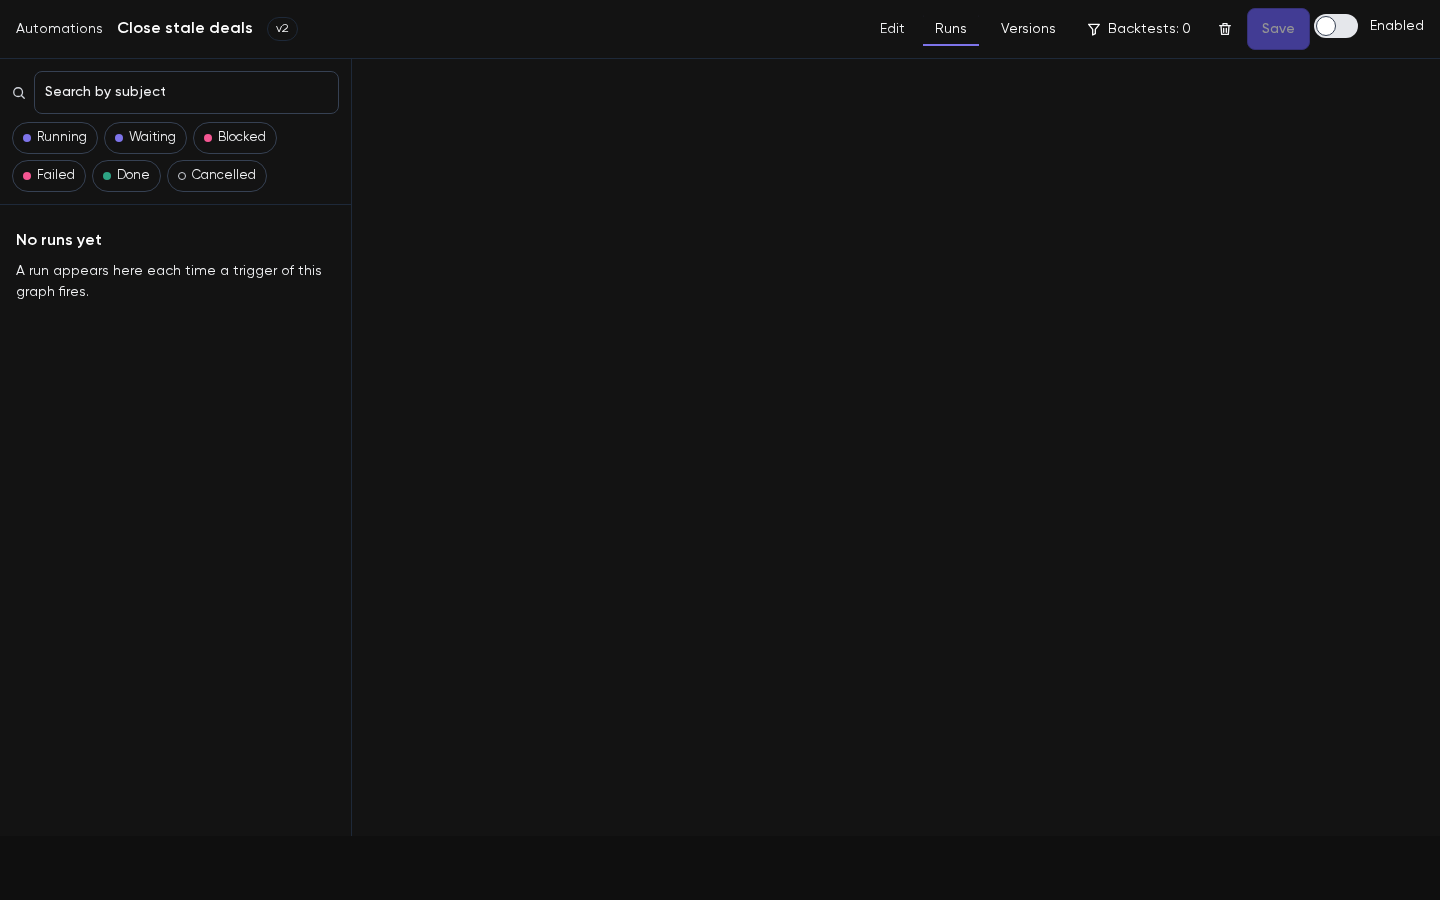 Automations Close stale deals v2 Edit Runs Versions Backtests: 0 Save Enabled
Search by subject
Running Waiting Blocked
Failed Done Cancelled
No runs yet
A run appears here each time a trigger of this
graph fires.